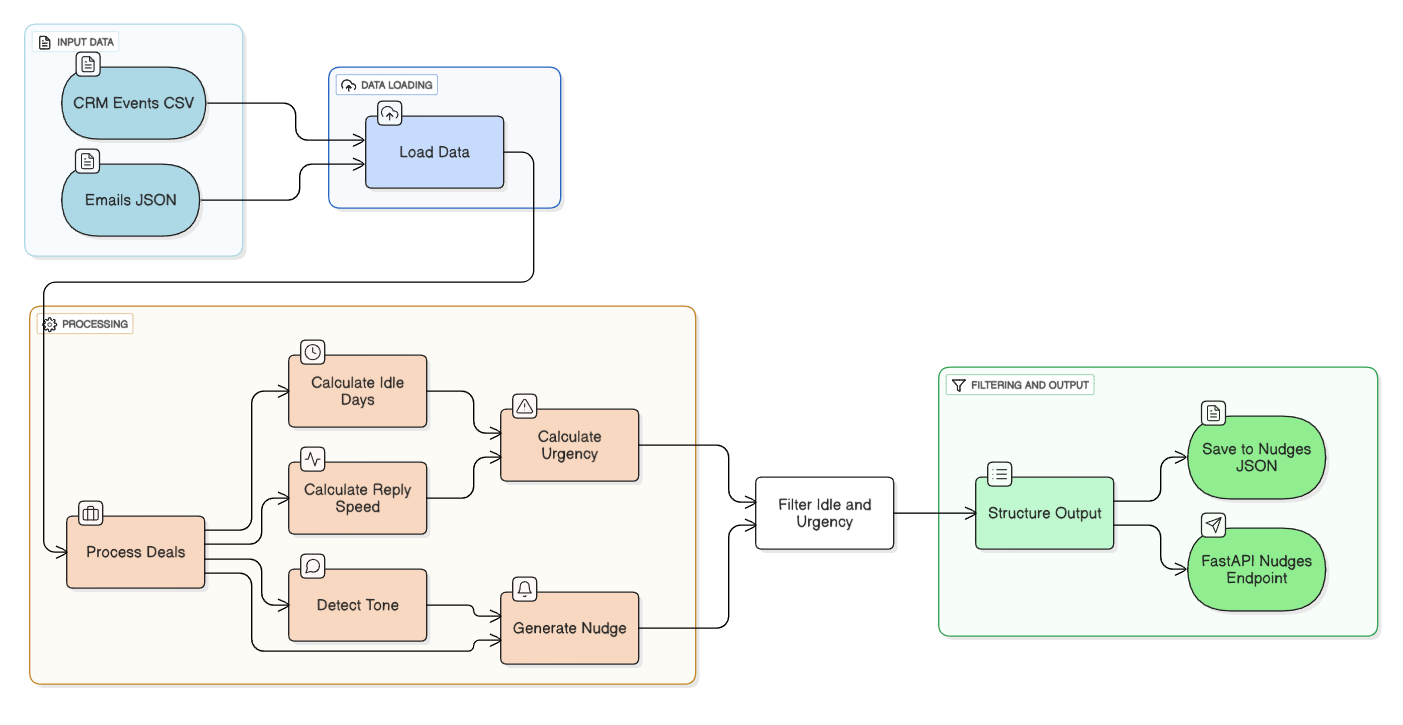 INPUT DATA
CRM Events CSV
Emails JSON
DATA LOADING
Load Data
PROCESSING
Calculate Idle
Days
Calculate Reply
Speed
Calculate
Urgency
Process Deals
Detect Tone
Generate Nudge
Filter Idle and
Urgency
FILTERING AND OUTPUT
Structure Output
Save to Nudges
JSON
FastAPI Nudges
Endpoint